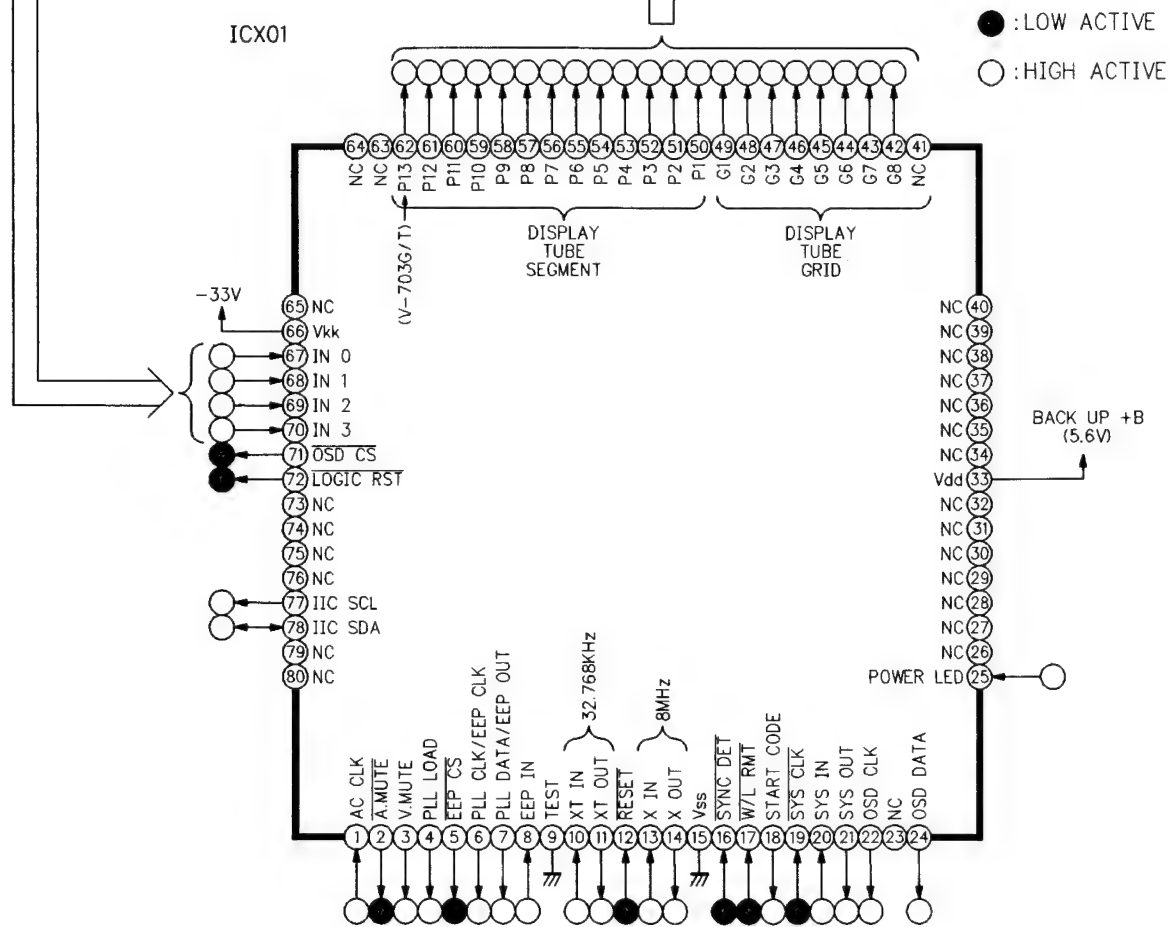 ICX01
● :LOW ACTIVE
○ :HIGH ACTIVE
64 63 62 61 60 59 58 57 56 55 54 53 52 51 50 49 48 47 46 45 44 43 42 41
NC NC P13 P12 P11 P10 P9 P8 P7 P6 P5 P4 P3 P2 P1 G1 G2 G3 G4 G5 G6 G7 G8 NC
(V-703G/T)
DISPLAY
TUBE
SEGMENT
DISPLAY
TUBE
GRID
-33V
65 NC
66 Vkk
67 IN 0
68 IN 1
69 IN 2
70 IN 3
71 OSD CS
72 LOGIC RST
73 NC
74 NC
75 NC
76 NC
77 IIC SCL
78 IIC SDA
79 NC
80 NC
NC 40
NC 39
NC 38
NC 37
NC 36
NC 35
NC 34
Vdd 33
NC 32
NC 31
NC 30
NC 29
NC 28
NC 27
NC 26
POWER LED 25
BACK UP +B
(5.6V)
32.768KHz
8MHz
AC CLK
A.MUTE
V.MUTE
PLL LOAD
EEP CS
PLL CLK/EEP CLK
PLL DATA/EEP OUT
EEP IN
TEST
XT IN
XT OUT
RESET
X IN
X OUT
Vss
SYNC DET
W/L RMT
START CODE
SYS CLK
SYS IN
SYS OUT
OSD CLK
NC
OSD DATA
1 2 3 4 5 6 7 8 9 10 11 12 13 14 15 16 17 18 19 20 21 22 23 24